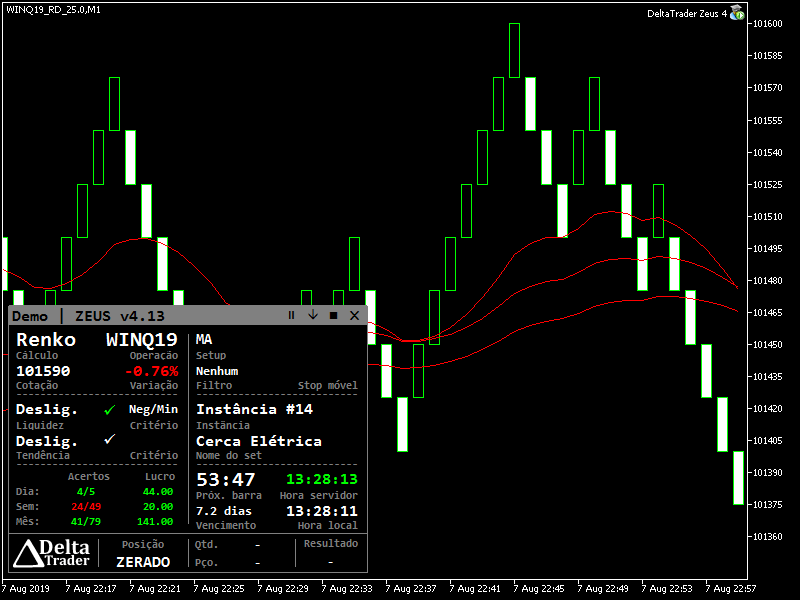 WINQ19_RD_25.0,M1
DeltaTrader Zeus 4
101600
101585
101570
101555
101540
101525
101510
101495
101480
101465
101450
101435
101420
101405
101390
101375
101360
Demo | ZEUS v4.13
Renko WINQ19 MA
Cálculo Operação Setup
101590 -0.76% Nenhum
Cotação Variação Filtro Stop móvel
Deslig. ✓ Neg/Min Instância #14
Liquidez Critério Instância
Deslig. ✓ Cerca Elétrica
Tendência Critério Nome do set
Acertos Lucro 53:47 13:28:13
Dia: 4/5 44.00 Próx. barra Hora servidor
Sem: 24/49 20.00 7.2 dias 13:28:11
Mês: 41/79 141.00 Vencimento Hora local
Delta Trader
Posição Qtd. - Resultado
ZERADO Pço. - -
7 Aug 2019 7 Aug 22:17 7 Aug 22:21 7 Aug 22:25 7 Aug 22:29 7 Aug 22:33 7 Aug 22:37 7 Aug 22:41 7 Aug 22:45 7 Aug 22:49 7 Aug 22:53 7 Aug 22:57